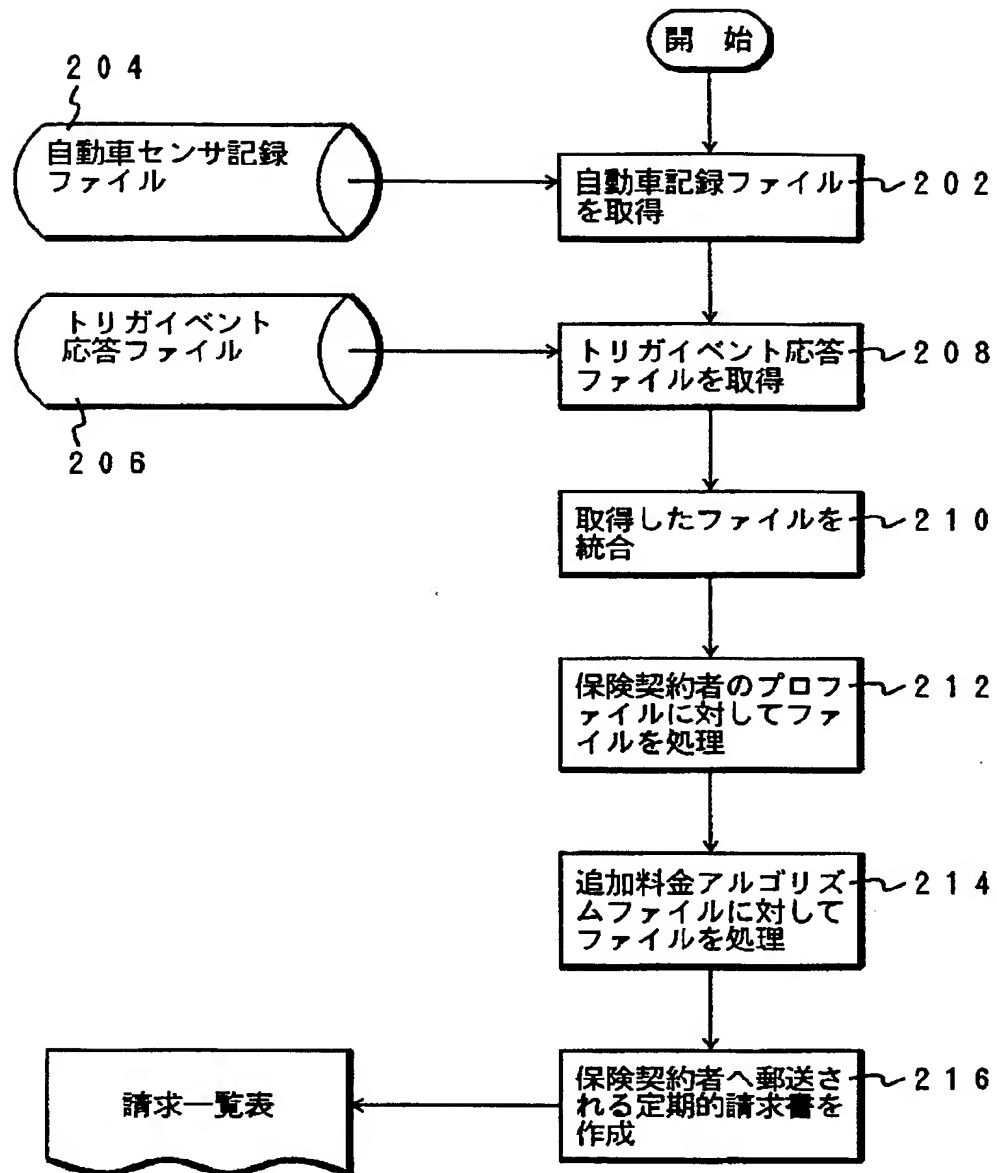 開 始
204
自動車センサ記録
ファイル
自動車記録ファイル
を取得
202
トリガイベント
応答ファイル
206
トリガイベント応答
ファイルを取得
208
取得したファイルを
統合
210
保険契約者のプロフ
ァイルに対してファ
イルを処理
212
追加料金アルゴリズ
ムファイルに対して
ファイルを処理
214
保険契約者へ郵送さ
れる定期的請求書を
作成
216
請求一覧表